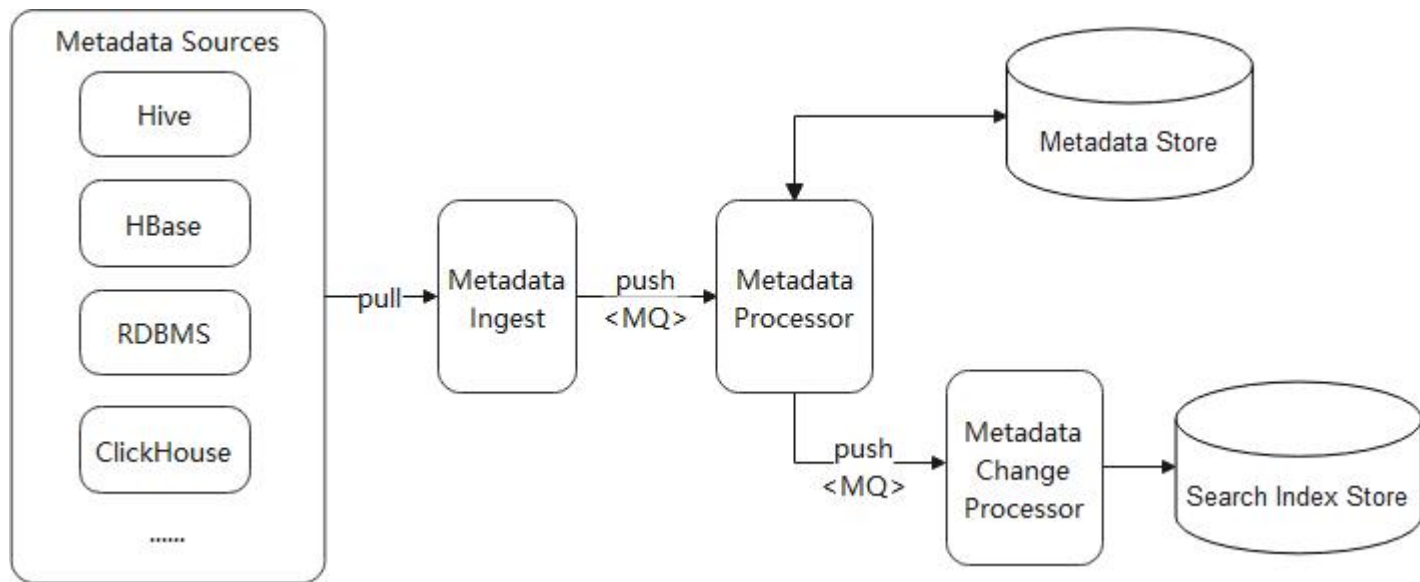 Metadata Sources
Hive
HBase
RDBMS
ClickHouse
......
pull
Metadata
Ingest
push
<MQ>
Metadata
Processor
Metadata Store
push
<MQ>
Metadata
Change
Processor
Search Index Store